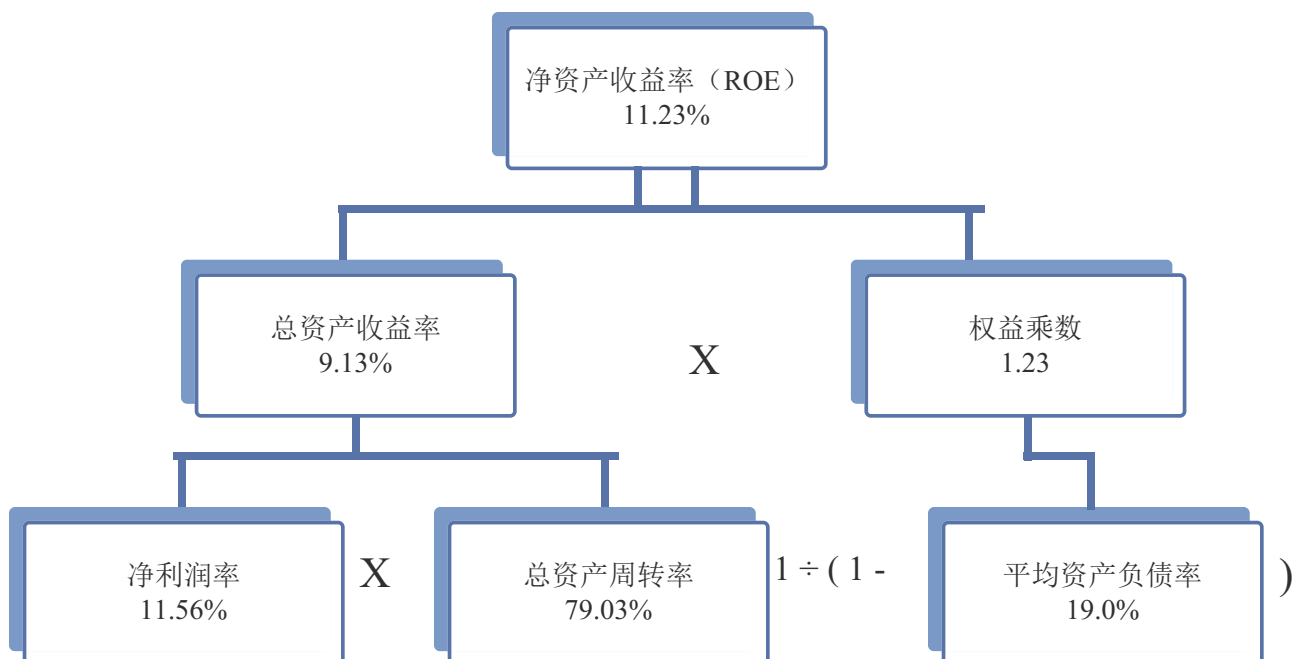 净资产收益率（ROE）
11.23%
总资产收益率
9.13%
X
权益乘数
1.23
净利润率
11.56%
X
总资产周转率
79.03%
1 ÷ ( 1 -
平均资产负债率
19.0%
)